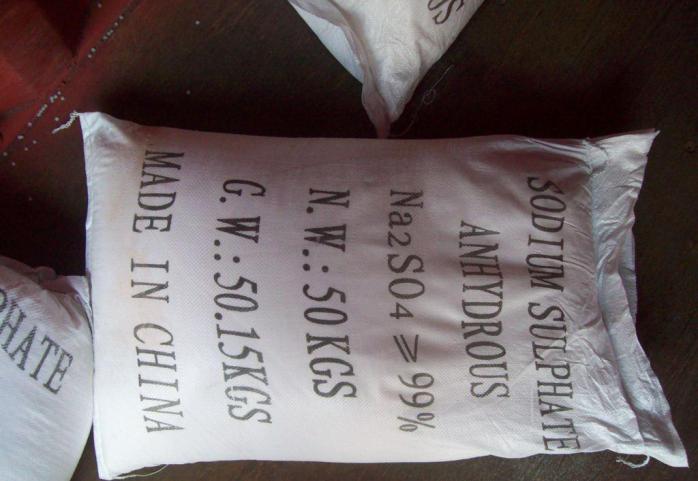 SODIUM SULPHATE
ANHYDROUS
Na2SO4 ⩾ 99%
N.W.: 50KGS
G.W.: 50.15KGS
MADE IN CHINA
PHATE